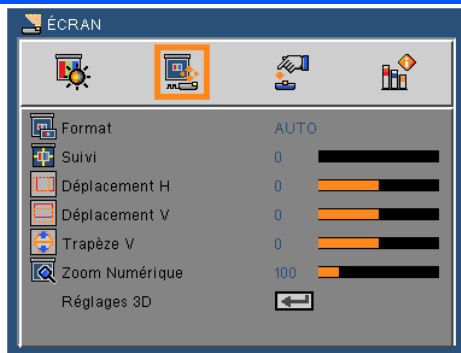 ÉCRAN
Format AUTO
Suivi 0
Déplacement H 0
Déplacement V 0
Trapèze V 0
Zoom Numérique 100
Réglages 3D